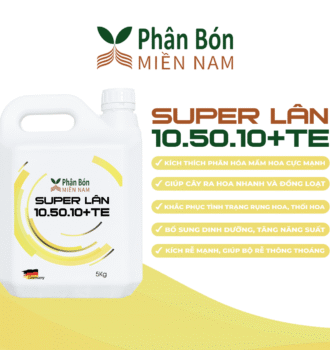 Phân Bón
MIỀN NAM
SUPER LÂN
10.50.10+TE
KÍCH THÍCH PHÂN HÓA MẦM HOA CỰC MẠNH
GIÚP CÂY RA HOA NHANH VÀ ĐỒNG LOẠT
KHẮC PHỤC TÌNH TRẠNG RỤNG HOA, THỐI HOA
BỔ SUNG DINH DƯỠNG, TĂNG NĂNG SUẤT
KÍCH RỄ MẠNH, GIÚP BỘ RỄ THÔNG THOÁNG
Phân Bón
MIỀN NAM
SUPER LÂN
10.50.10+TE
Germany
5Kg